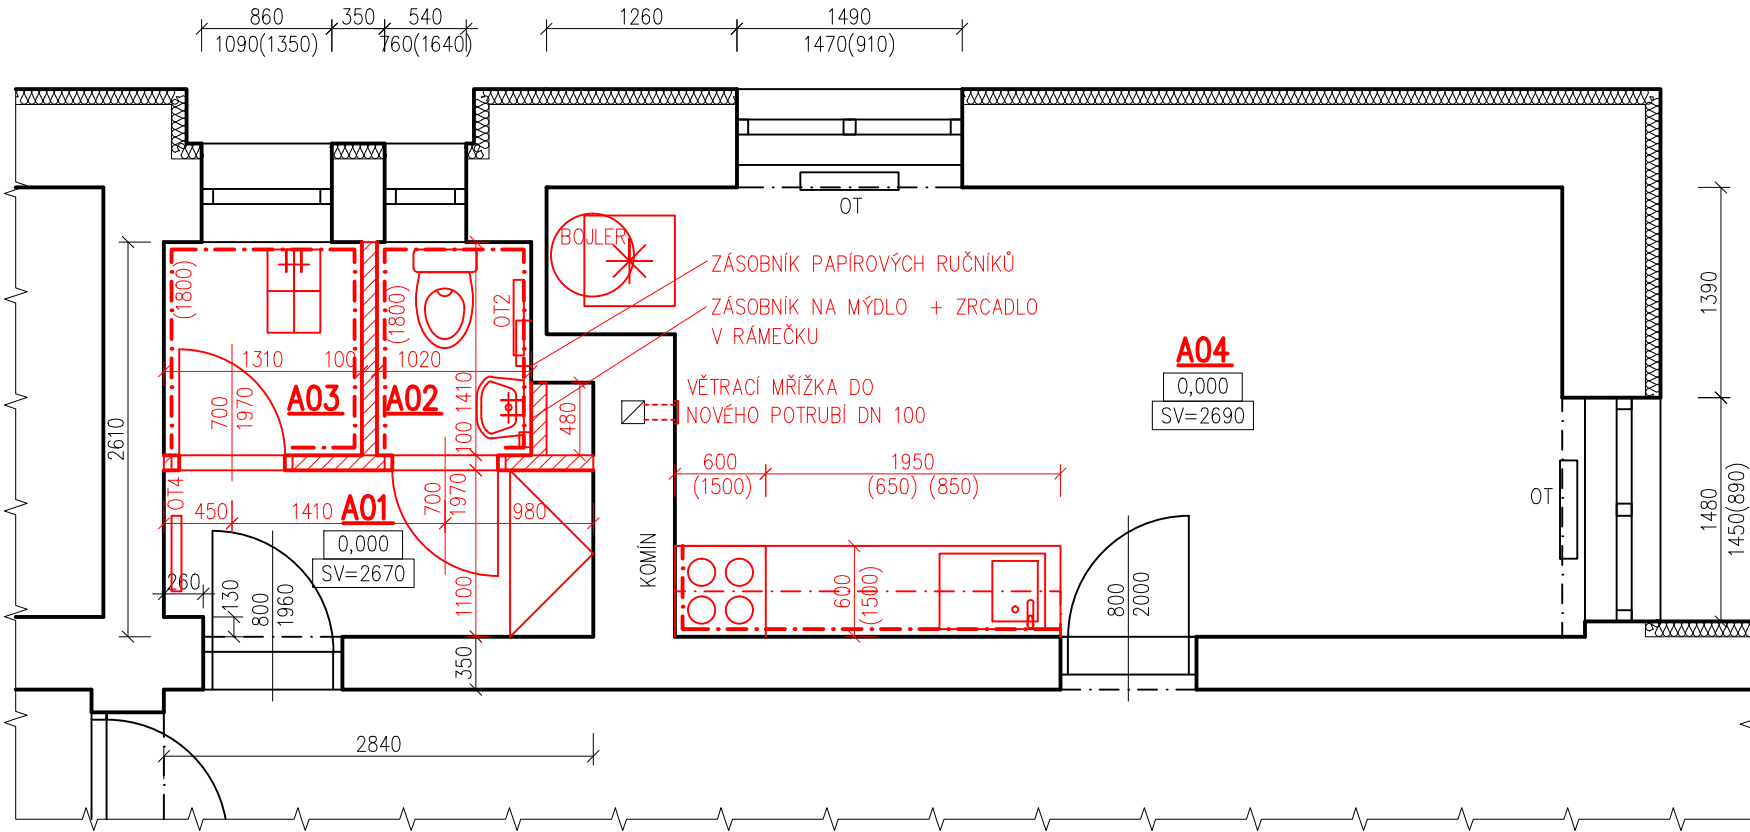 860
350
540
1260
1490
1090(1350)
760(1640)
1470(910)
OT
BOJLER
ZÁSOBNÍK PAPÍROVÝCH RUČNÍKŮ
(1800)
(1800)
OT2
ZÁSOBNÍK NA MÝDLO + ZRCADLO
V RÁMEČKU
1390
A04
0,000
SV=2690
1310
100
1020
A03
A02
VĚTRACÍ MŘÍŽKA DO
NOVÉHO POTRUBÍ DN 100
700
1970
1410
100
480
2610
600
(1500)
1950
(650) (850)
OT4
450
1410
A01
700
1970
980
0,000
SV=2670
OT
1480
1450(890)
KOMÍN
260
130
800
1960
1100
600
(1500)
800
2000
350
2840